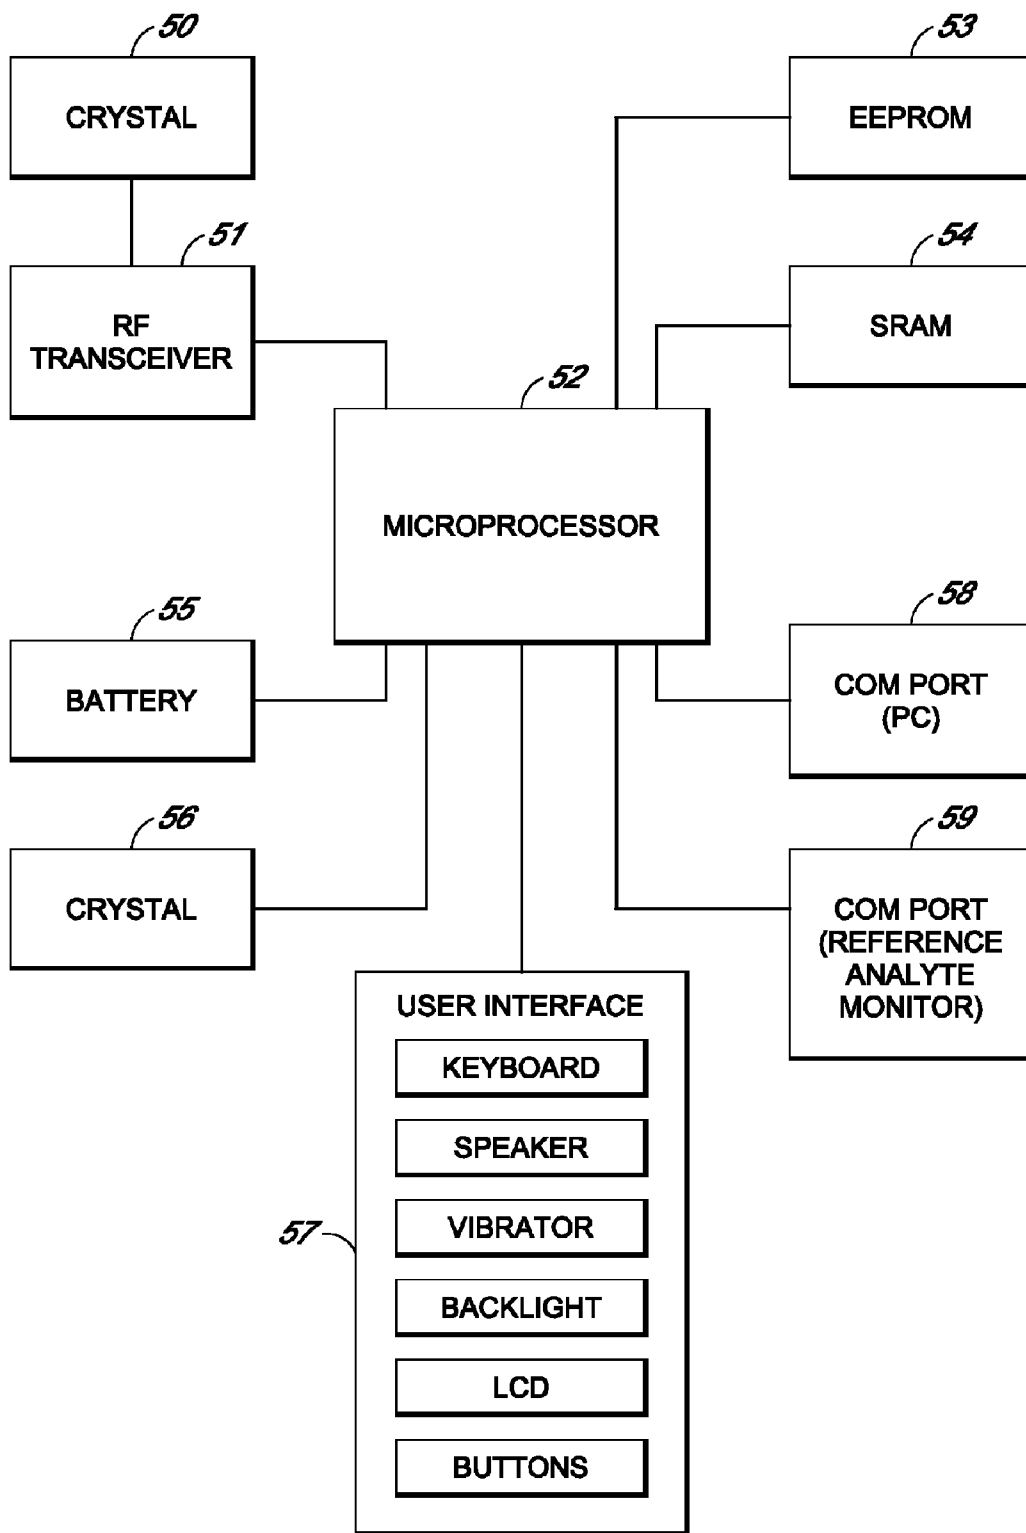 50
CRYSTAL
53
EEPROM
51
RF
TRANSCEIVER
54
SRAM
52
MICROPROCESSOR
55
BATTERY
58
COM PORT
(PC)
56
CRYSTAL
59
COM PORT
(REFERENCE
ANALYTE
MONITOR)
57
USER INTERFACE
KEYBOARD
SPEAKER
VIBRATOR
BACKLIGHT
LCD
BUTTONS